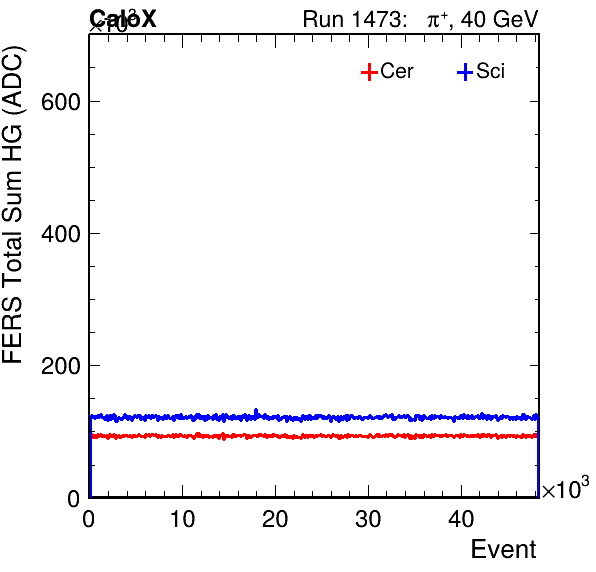 CaloX Run 1473: π⁺, 40 GeV
×10³
Cer Sci
FERS Total Sum HG (ADC)
600
400
200
0
0 10 20 30 40 ×10³
Event